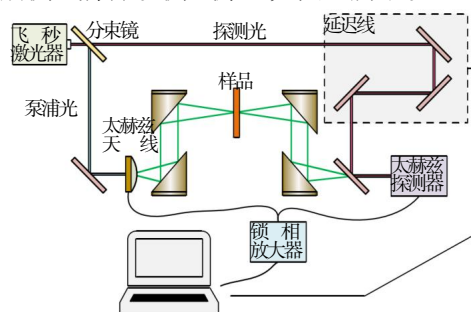 飞 秒
激光器
分束镜
探测光
延迟线
泵浦光
太赫兹
天 线
样品
太赫兹
探测器
锁 相
放大器